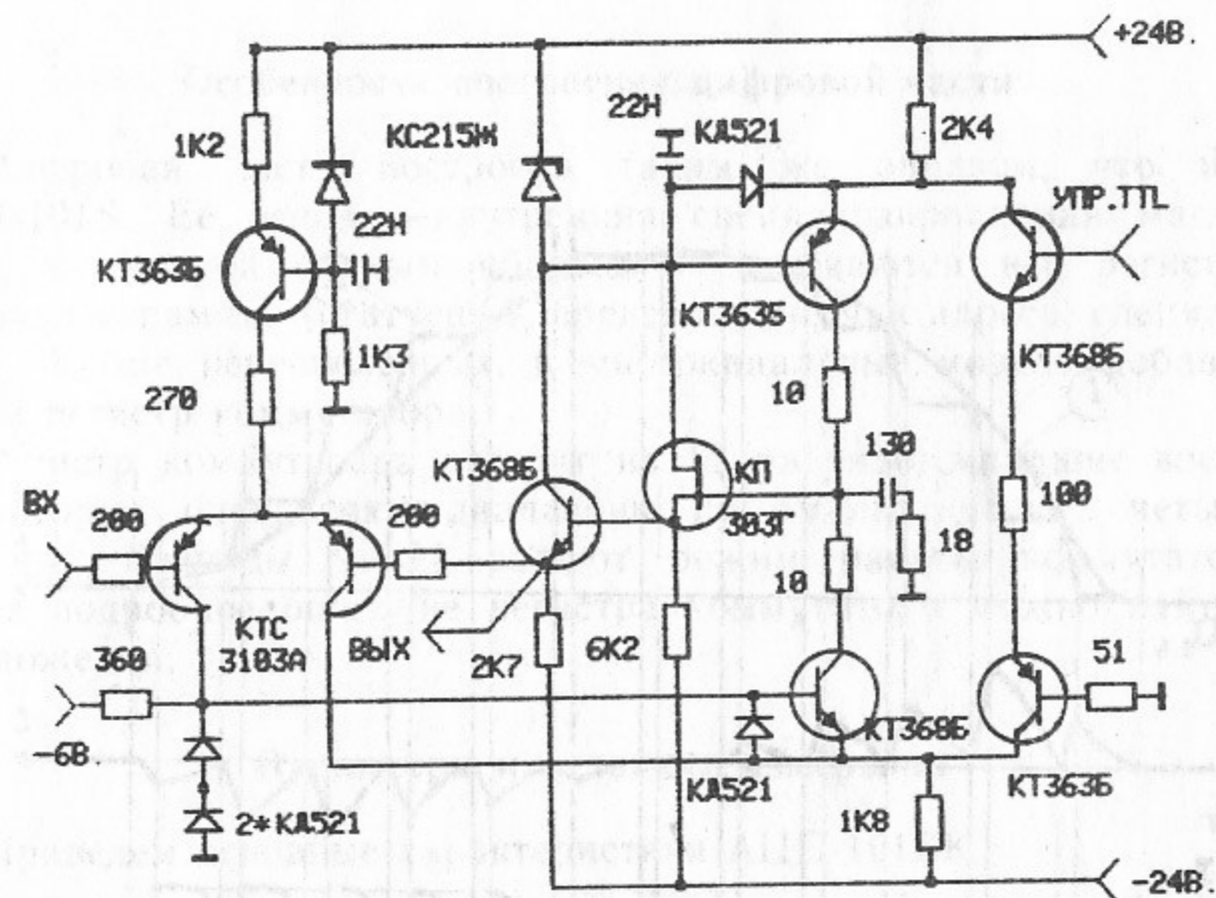 +24В.
1К2
КС215Ж
22Н
КД521
2К4
22Н
УПР.TTL
КТ363Б
КТ363Б
1К3
270
10
КТ368Б
130
КТ368Б
КП
303Г
100
ВХ
200
200
10
18
КТС
3103А
ВЫХ
2К7
6К2
51
360
-6В.
КТ368Б
КД521
КТ363Б
2*КД521
1К8
-24В.